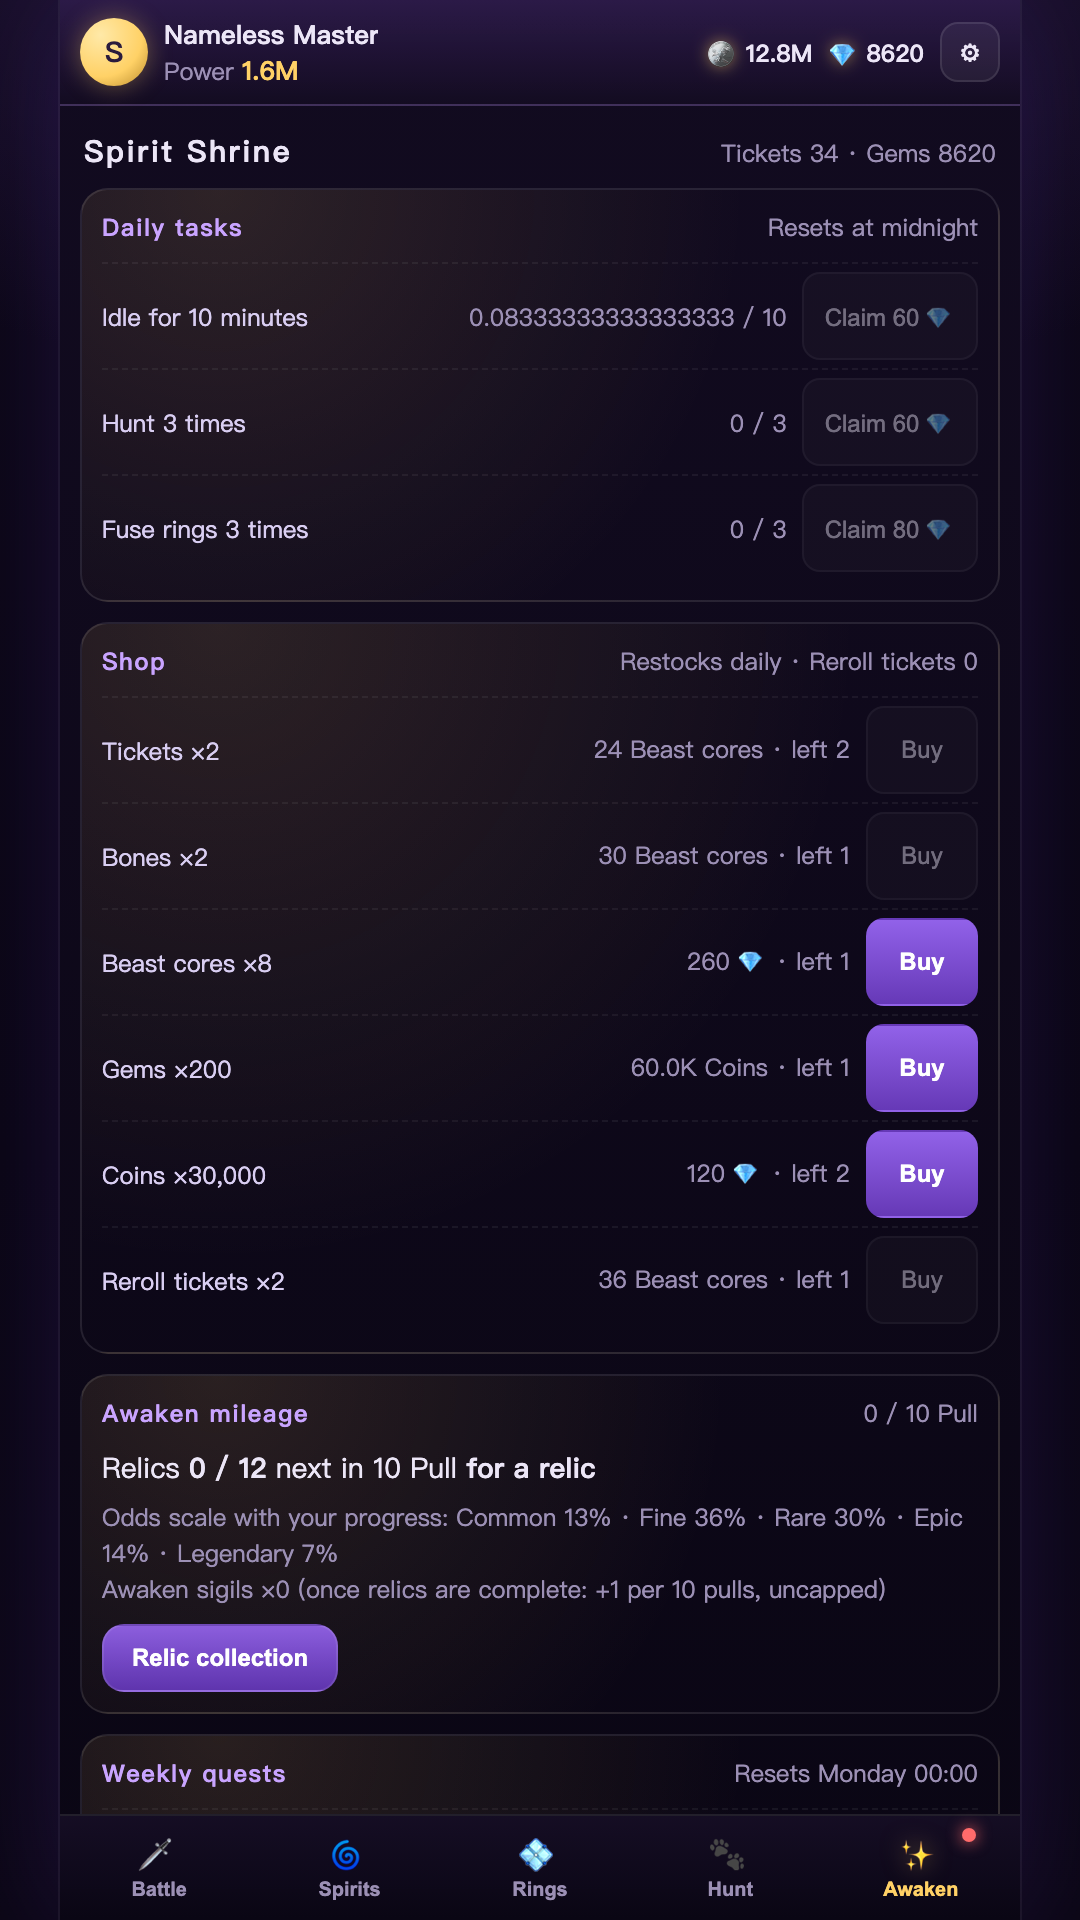 S
Nameless Master
Power 1.6M
12.8M 8620
Spirit Shrine
Tickets 34 · Gems 8620
Daily tasks
Resets at midnight
Idle for 10 minutes
0.08333333333333333 / 10
Claim 60
Hunt 3 times
0 / 3
Claim 60
Fuse rings 3 times
0 / 3
Claim 80
Shop
Restocks daily · Reroll tickets 0
Tickets ×2
24 Beast cores · left 2
Buy
Bones ×2
30 Beast cores · left 1
Buy
Beast cores ×8
260 · left 1
Buy
Gems ×200
60.0K Coins · left 1
Buy
Coins ×30,000
120 · left 2
Buy
Reroll tickets ×2
36 Beast cores · left 1
Buy
Awaken mileage
0 / 10 Pull
Relics 0 / 12 next in 10 Pull for a relic
Odds scale with your progress: Common 13% · Fine 36% · Rare 30% · Epic
14% · Legendary 7%
Awaken sigils ×0 (once relics are complete: +1 per 10 pulls, uncapped)
Relic collection
Weekly quests
Resets Monday 00:00
Battle
Spirits
Rings
Hunt
Awaken